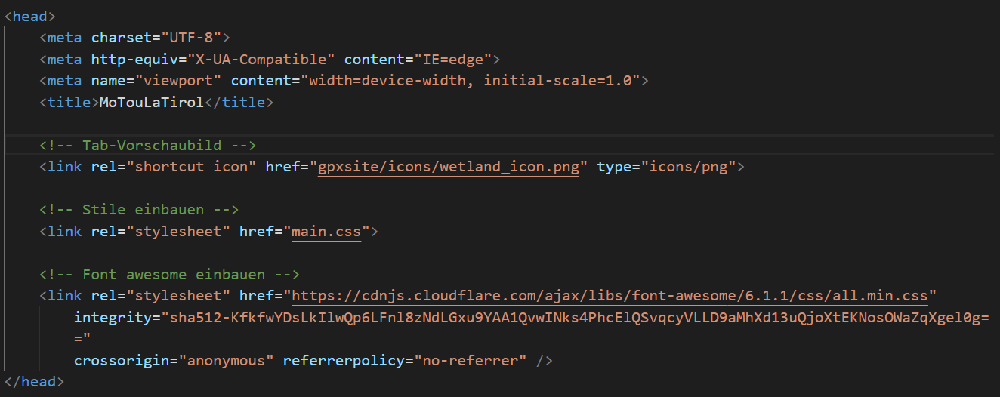 <head>
<meta charset="UTF-8">
<meta http-equiv="X-UA-Compatible" content="IE=edge">
<meta name="viewport" content="width=device-width, initial-scale=1.0">
<title>MoTouLaTirol</title>
<!-- Tab-Vorschaubild -->
<link rel="shortcut icon" href="gpxsite/icons/wetland_icon.png" type="icons/png">
<!-- Stile einbauen -->
<link rel="stylesheet" href="main.css">
<!-- Font awesome einbauen -->
<link rel="stylesheet" href="https://cdnjs.cloudflare.com/ajax/libs/font-awesome/6.1.1/css/all.min.css"
integrity="sha512-KfkfwYDsLkIlwQp6LFnl8zNdLGxu9YAA1QvwINks4PhcElQSvqcyVLLD9aMhXd13uQjoXtEKNosOWaZqXgel0g=
="
crossorigin="anonymous" referrerpolicy="no-referrer" />
</head>